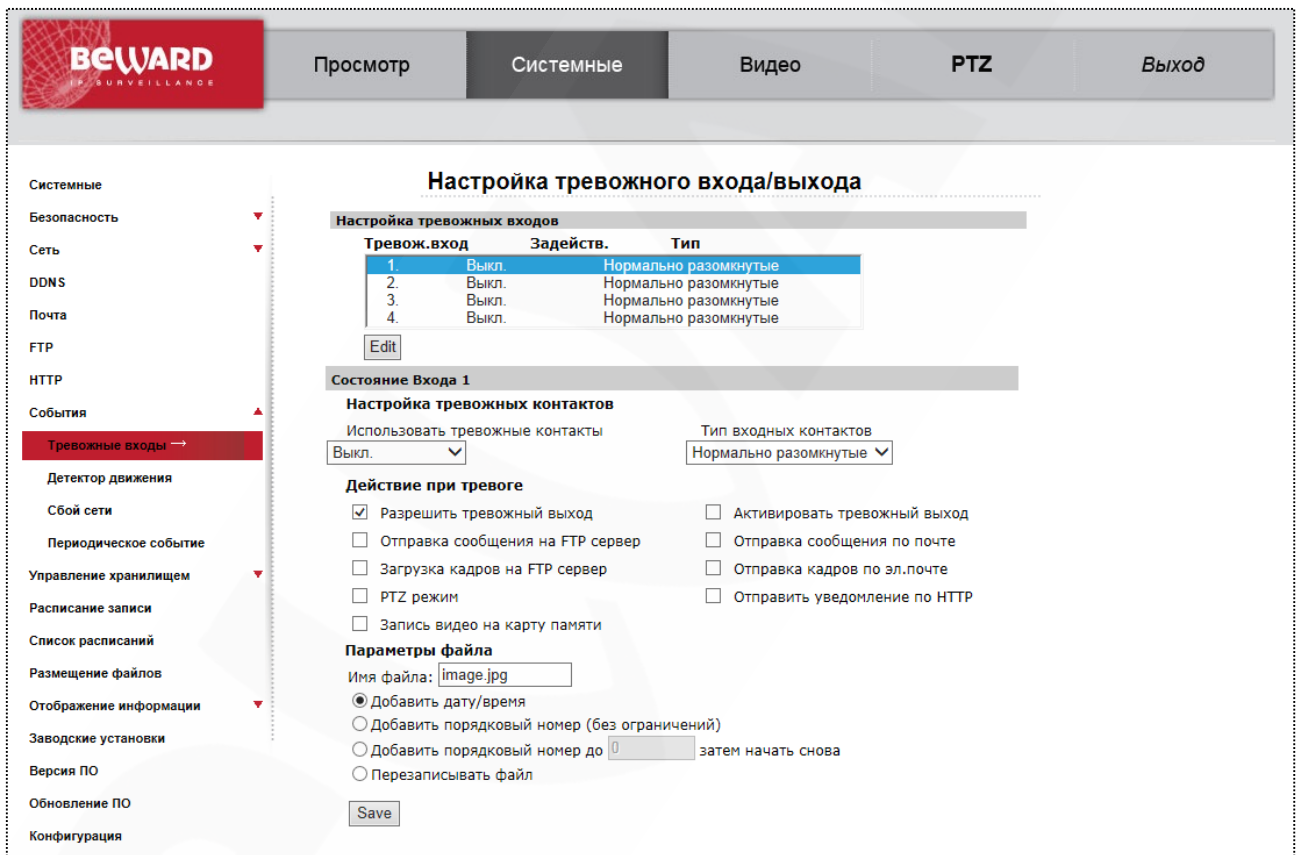 BEWARD
IP SURVEILLANCE
Просмотр Системные Видео PTZ Выход
Системные
Безопасность
Сеть
DDNS
Почта
FTP
HTTP
События
Тревожные входы →
Детектор движения
Сбой сети
Периодическое событие
Управление хранилищем
Расписание записи
Список расписаний
Размещение файлов
Отображение информации
Заводские установки
Версия ПО
Обновление ПО
Конфигурация
Настройка тревожного входа/выхода
Настройка тревожных входов
Тревож.вход Задейств. Тип
1. Выкл. Нормально разомкнутые
2. Выкл. Нормально разомкнутые
3. Выкл. Нормально разомкнутые
4. Выкл. Нормально разомкнутые
Edit
Состояние Входа 1
Настройка тревожных контактов
Использовать тревожные контакты Тип входных контактов
Выкл. Нормально разомкнутые
Действие при тревоге
Разрешить тревожный выход Активировать тревожный выход
Отправка сообщения на FTP сервер Отправка сообщения по почте
Загрузка кадров на FTP сервер Отправка кадров по эл.почте
PTZ режим Отправить уведомление по HTTP
Запись видео на карту памяти
Параметры файла
Имя файла: image.jpg
Добавить дату/время
Добавить порядковый номер (без ограничений)
Добавить порядковый номер до 0 затем начать снова
Перезаписывать файл
Save